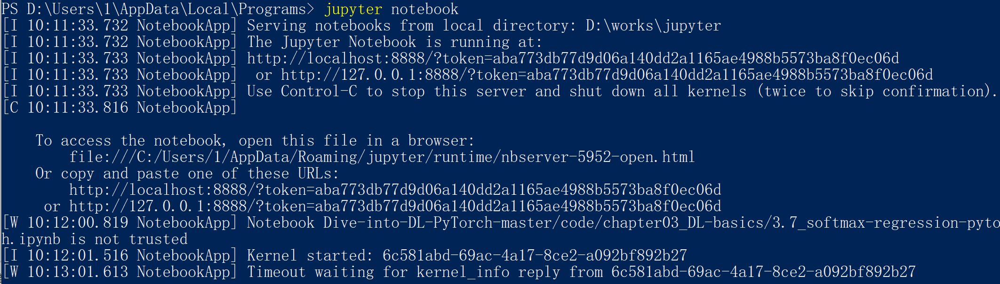 PS D:\Users\1\AppData\Local\Programs> jupyter notebook
[I 10:11:33.732 NotebookApp] Serving notebooks from local directory: D:\works\jupyter
[I 10:11:33.732 NotebookApp] The Jupyter Notebook is running at:
[I 10:11:33.733 NotebookApp] http://localhost:8888/?token=aba773db77d9d06a140dd2a1165ae4988b5573ba8f0ec06d
[I 10:11:33.733 NotebookApp]  or http://127.0.0.1:8888/?token=aba773db77d9d06a140dd2a1165ae4988b5573ba8f0ec06d
[I 10:11:33.733 NotebookApp] Use Control-C to stop this server and shut down all kernels (twice to skip confirmation).
[C 10:11:33.816 NotebookApp]
To access the notebook, open this file in a browser:
file:///C:/Users/1/AppData/Roaming/jupyter/runtime/nbserver-5952-open.html
Or copy and paste one of these URLs:
http://localhost:8888/?token=aba773db77d9d06a140dd2a1165ae4988b5573ba8f0ec06d
or http://127.0.0.1:8888/?token=aba773db77d9d06a140dd2a1165ae4988b5573ba8f0ec06d
[W 10:12:00.819 NotebookApp] Notebook Dive-into-DL-PyTorch-master/code/chapter03_DL-basics/3.7_softmax-regression-pyto
h.ipynb is not trusted
[I 10:12:01.516 NotebookApp] Kernel started: 6c581abd-69ac-4a17-8ce2-a092bf892b27
[W 10:13:01.613 NotebookApp] Timeout waiting for kernel_info reply from 6c581abd-69ac-4a17-8ce2-a092bf892b27